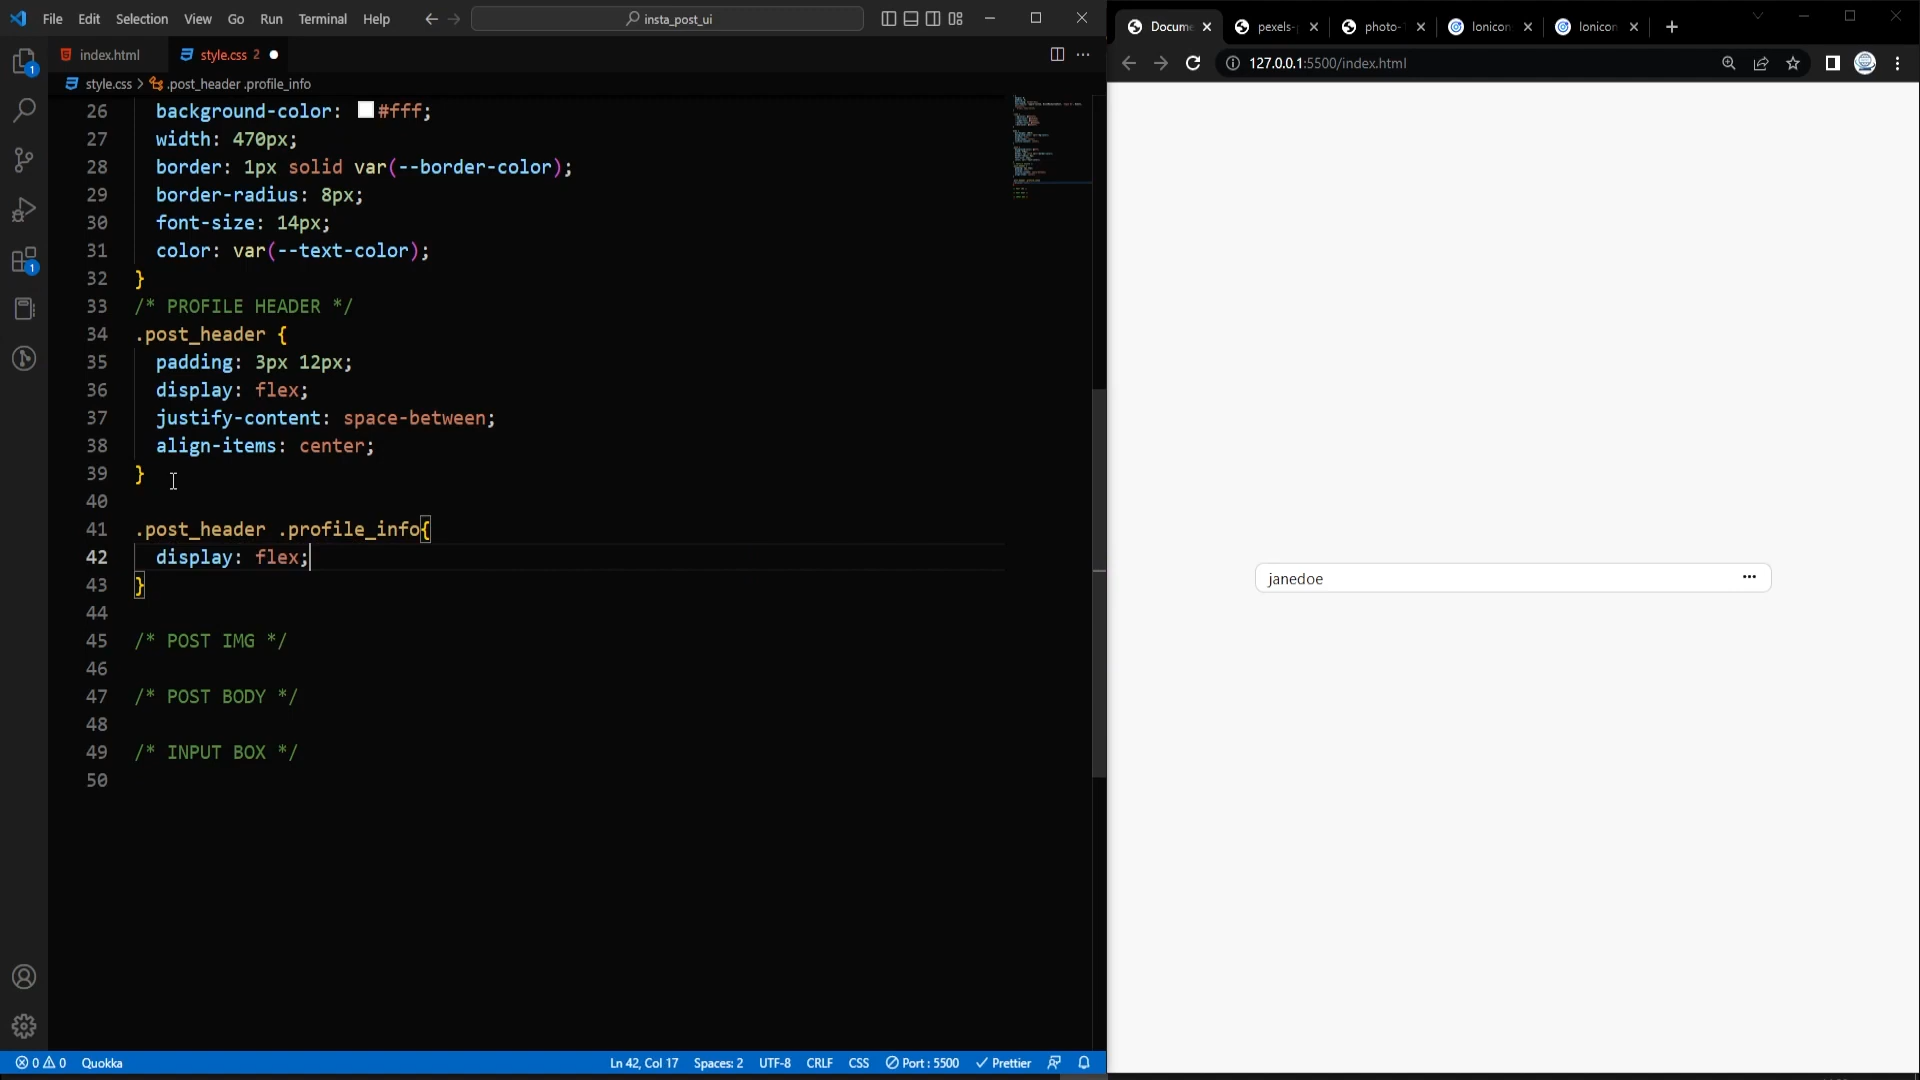 File Edit Selection View Go Run Terminal Help
insta_post_ui
index.html
style.css 2
style.css > .post_header .profile_info
26 background-color: #fff;
27 width: 470px;
28 border: 1px solid var(--border-color);
29 border-radius: 8px;
30 font-size: 14px;
31 color: var(--text-color);
32 }
33 /* PROFILE HEADER */
34 .post_header {
35 padding: 3px 12px;
36 display: flex;
37 justify-content: space-between;
38 align-items: center;
39 }
40
41 .post_header .profile_info{
42 display: flex;
43 }
44
45 /* POST IMG */
46
47 /* POST BODY */
48
49 /* INPUT BOX */
50
1
1
0 0 Quokka
Ln 42, Col 17 Spaces: 2 UTF-8 CRLF CSS Port : 5500 Prettier
Docume
pexels-
photo-
Ionicon
Ionicon
127.0.0.1:5500/index.html
janedoe